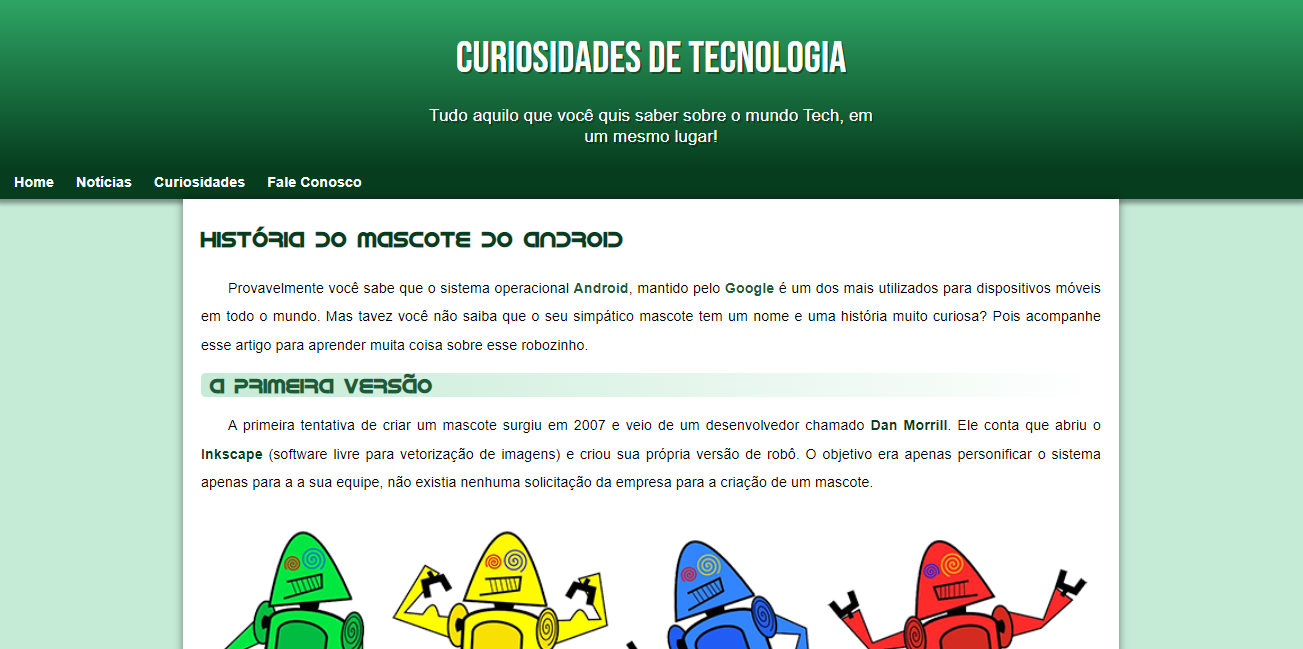 CURIOSIDADES DE TECNOLOGIA
Tudo aquilo que você quis saber sobre o mundo Tech, em
um mesmo lugar!
Home Notícias Curiosidades Fale Conosco
História do Mascote do Android
Provavelmente você sabe que o sistema operacional Android, mantido pelo Google é um dos mais utilizados para dispositivos móveis
em todo o mundo. Mas tavez você não saiba que o seu simpático mascote tem um nome e uma história muito curiosa? Pois acompanhe
esse artigo para aprender muita coisa sobre esse robozinho.
A primeira versão
A primeira tentativa de criar um mascote surgiu em 2007 e veio de um desenvolvedor chamado Dan Morrill. Ele conta que abriu o
Inkscape (software livre para vetorização de imagens) e criou sua própria versão de robô. O objetivo era apenas personificar o sistema
apenas para a a sua equipe, não existia nenhuma solicitação da empresa para a criação de um mascote.